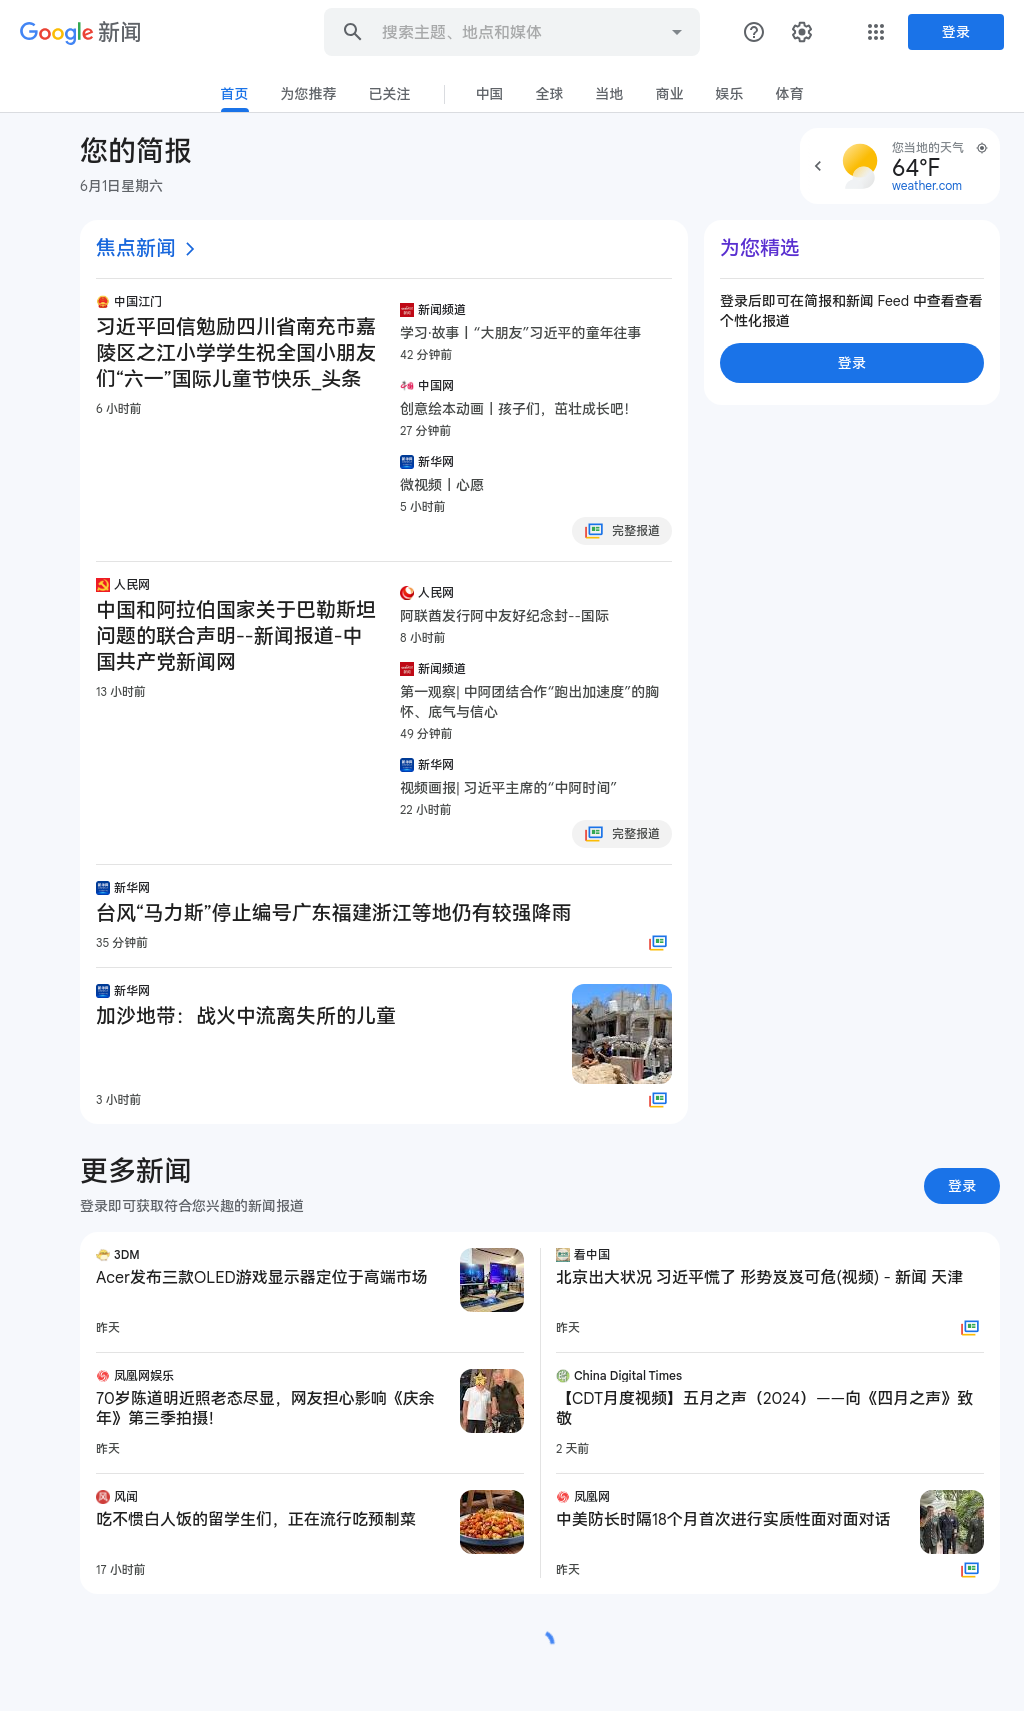 Google 新闻
搜索主题、地点和媒体
登录
首页
为您推荐
已关注
中国
全球
当地
商业
娱乐
体育
您的简报
6月1日星期六
您当地的天气
64°F
weather.com
焦点新闻
中国江门
习近平回信勉励四川省南充市嘉
陵区之江小学学生祝全国小朋友
们“六一”国际儿童节快乐_头条
6 小时前
新闻频道
学习·故事丨“大朋友”习近平的童年往事
42 分钟前
中国网
创意绘本动画丨孩子们，茁壮成长吧！
27 分钟前
新华网
微视频丨心愿
5 小时前
完整报道
人民网
中国和阿拉伯国家关于巴勒斯坦
问题的联合声明--新闻报道-中
国共产党新闻网
13 小时前
人民网
阿联酋发行阿中友好纪念封--国际
8 小时前
新闻频道
第一观察| 中阿团结合作“跑出加速度”的胸
怀、底气与信心
49 分钟前
新华网
视频画报| 习近平主席的“中阿时间”
22 小时前
完整报道
新华网
台风“马力斯”停止编号广东福建浙江等地仍有较强降雨
35 分钟前
新华网
加沙地带：战火中流离失所的儿童
3 小时前
为您精选
登录后即可在简报和新闻 Feed 中查看查看
个性化报道
登录
更多新闻
登录即可获取符合您兴趣的新闻报道
登录
3DM
Acer发布三款OLED游戏显示器定位于高端市场
昨天
凤凰网娱乐
70岁陈道明近照老态尽显，网友担心影响《庆余
年》第三季拍摄！
昨天
风闻
吃不惯白人饭的留学生们，正在流行吃预制菜
17 小时前
看中国
北京出大状况 习近平慌了 形势岌岌可危(视频) - 新闻 天津
昨天
China Digital Times
【CDT月度视频】五月之声（2024）——向《四月之声》致
敬
2 天前
凤凰网
中美防长时隔18个月首次进行实质性面对面对话
昨天